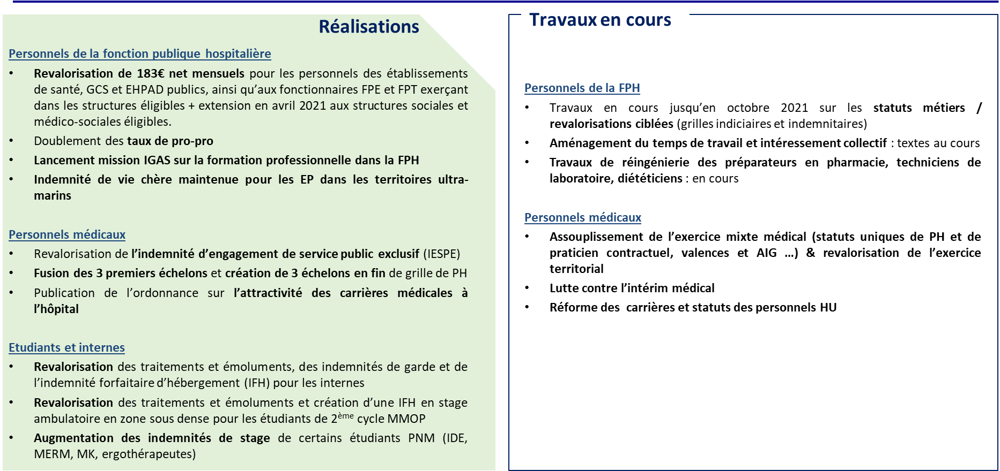 Réalisations
Personnels de la fonction publique hospitalière
• Revalorisation de 183€ net mensuels pour les personnels des établissements
de santé, GCS et EHPAD publics, ainsi qu’aux fonctionnaires FPE et FPT exerçant
dans les structures éligibles + extension en avril 2021 aux structures sociales et
médico-sociales éligibles.
• Doublement des taux de pro-pro
• Lancement mission IGAS sur la formation professionnelle dans la FPH
• Indemnité de vie chère maintenue pour les EP dans les territoires ultra-
marins
Personnels médicaux
• Revalorisation de l’indemnité d’engagement de service public exclusif (IESPE)
• Fusion des 3 premiers échelons et création de 3 échelons en fin de grille de PH
• Publication de l’ordonnance sur l’attractivité des carrières médicales à
l’hôpital
Etudiants et internes
• Revalorisation des traitements et émoluments, des indemnités de garde et de
l’indemnité forfaitaire d’hébergement (IFH) pour les internes
• Revalorisation des traitements et émoluments et création d’une IFH en stage
ambulatoire en zone sous dense pour les étudiants de 2ème cycle MMOP
• Augmentation des indemnités de stage de certains étudiants PNM (IDE,
MERM, MK, ergothérapeutes)
Travaux en cours
Personnels de la FPH
• Travaux en cours jusqu’en octobre 2021 sur les statuts métiers /
revalorisations ciblées (grilles indiciaires et indemnitaires)
• Aménagement du temps de travail et intéressement collectif : textes au cours
• Travaux de réingénierie des préparateurs en pharmacie, techniciens de
laboratoire, diététiciens : en cours
Personnels médicaux
• Assouplissement de l’exercice mixte médical (statuts uniques de PH et de
praticien contractuel, valences et AIG …) & revalorisation de l’exercice
territorial
• Lutte contre l’intérim médical
• Réforme des carrières et statuts des personnels HU